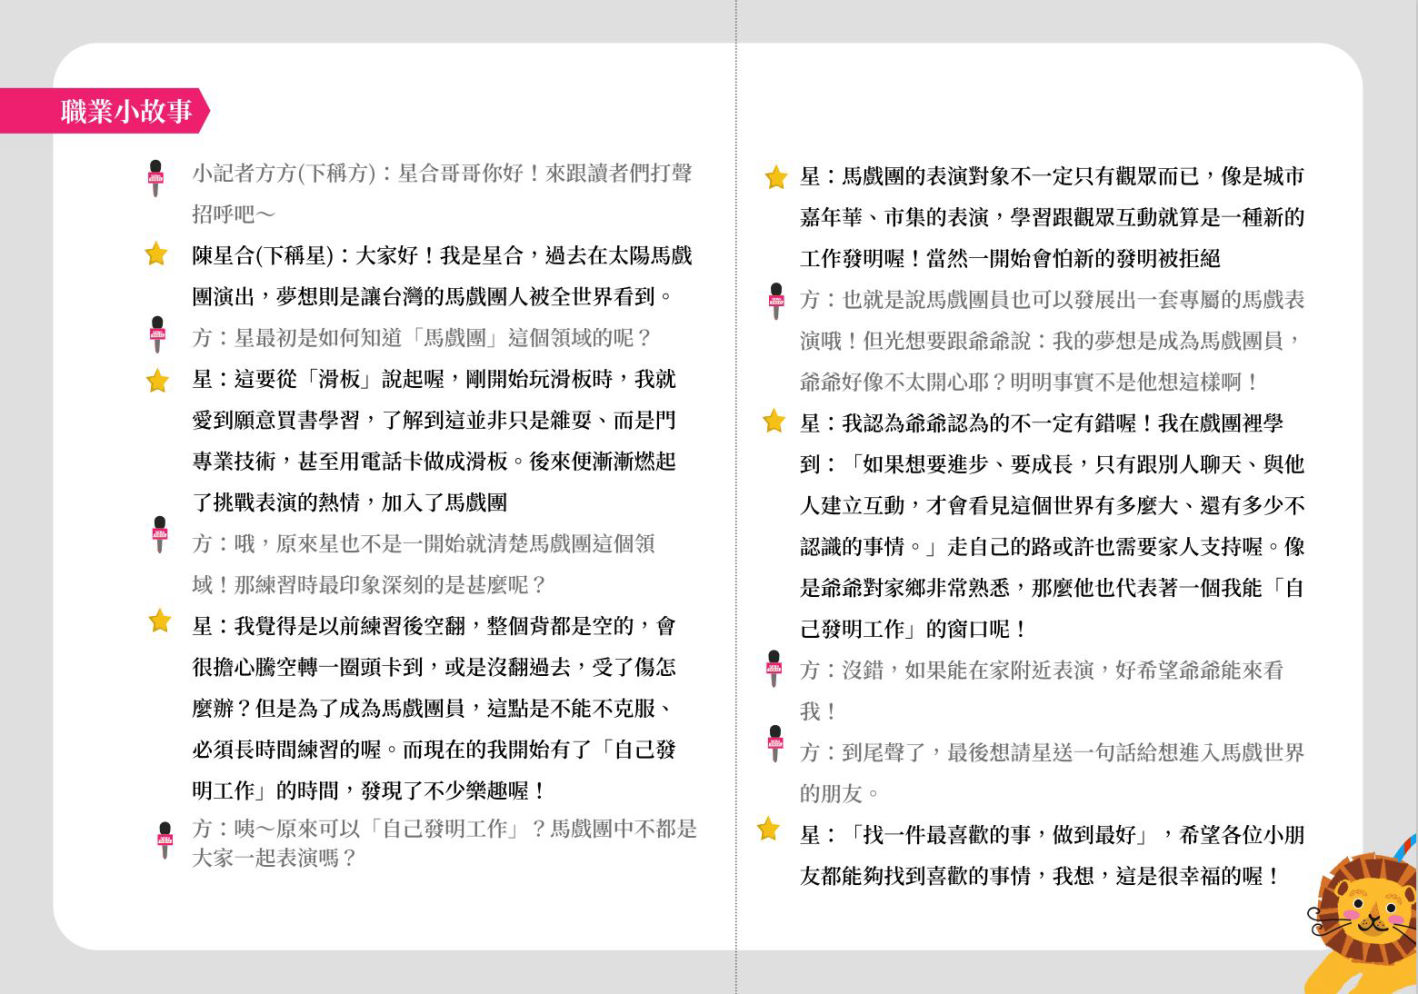 職業小故事
小記者方方(下稱方)：星合哥哥你好！來跟讀者們打聲
招呼吧～
陳星合(下稱星)：大家好！我是星合，過去在太陽馬戲
團演出，夢想則是讓台灣的馬戲團人被全世界看到。
方：星最初是如何知道「馬戲團」這個領域的呢？
星：這要從「滑板」說起喔，剛開始玩滑板時，我就
愛到願意買書學習，了解到這並非只是雜耍、而是門
專業技術，甚至用電話卡做成滑板。後來便漸漸燃起
了挑戰表演的熱情，加入了馬戲團
方：哦，原來星也不是一開始就清楚馬戲團這個領
域！那練習時最印象深刻的是甚麼呢？
星：我覺得是以前練習後空翻，整個背都是空的，會
很擔心騰空轉一圈頭卡到，或是沒翻過去，受了傷怎
麼辦？但是為了成為馬戲團員，這點是不能不克服、
必須長時間練習的喔。而現在的我開始有了「自己發
明工作」的時間，發現了不少樂趣喔！
方：咦～原來可以「自己發明工作」？馬戲團中不都是
大家一起表演嗎？
星：馬戲團的表演對象不一定只有觀眾而已，像是城市
嘉年華、市集的表演，學習跟觀眾互動就算是一種新的
工作發明喔！當然一開始會怕新的發明被拒絕
方：也就是說馬戲團員也可以發展出一套專屬的馬戲表
演哦！但光想要跟爺爺說：我的夢想是成為馬戲團員，
爺爺好像不太開心耶？明明事實不是他想這樣啊！
星：我認為爺爺認為的不一定有錯喔！我在戲團裡學
到：「如果想要進步、要成長，只有跟別人聊天、與他
人建立互動，才會看見這個世界有多麼大、還有多少不
認識的事情。」走自己的路或許也需要家人支持喔。像
是爺爺對家鄉非常熟悉，那麼他也代表著一個我能「自
己發明工作」的窗口呢！
方：沒錯，如果能在家附近表演，好希望爺爺能來看
我！
方：到尾聲了，最後想請星送一句話給想進入馬戲世界
的朋友。
星：「找一件最喜歡的事，做到最好」，希望各位小朋
友都能夠找到喜歡的事情，我想，這是很幸福的喔！